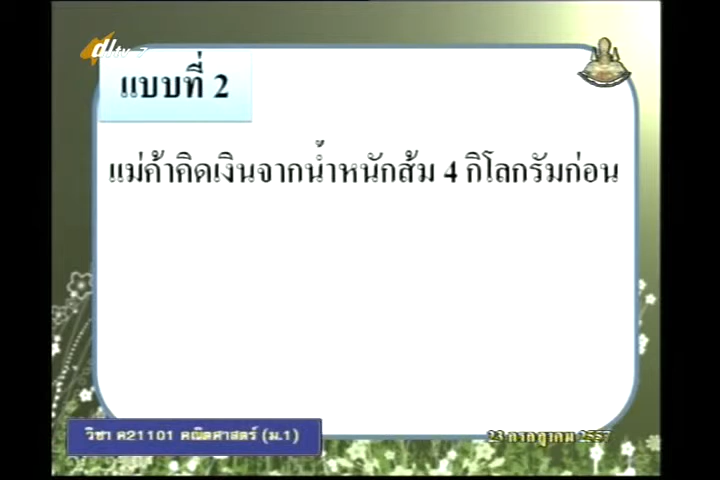 dltv 7
แบบที่ 2
แม่ค้าคิดเงินจากน้ำหนักส้ม 4 กิโลกรัมก่อน
วิชา ค21101 คณิตศาสตร์ (ม.1)
23 กรกฎาคม 2557